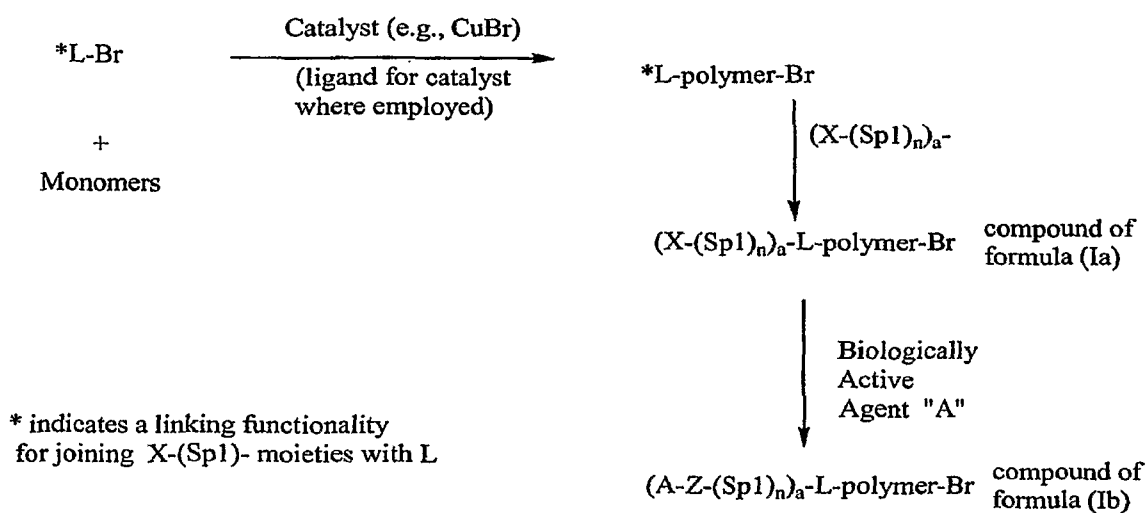 *L-Br
+
Monomers
Catalyst (e.g., CuBr)
(ligand for catalyst
where employed)
*L-polymer-Br
(X-(Sp1)n)a-
(X-(Sp1)n)a-L-polymer-Br
compound of
formula (Ia)
Biologically
Active
Agent "A"
(A-Z-(Sp1)n)a-L-polymer-Br
compound of
formula (Ib)
* indicates a linking functionality
for joining X-(Sp1)- moieties with L